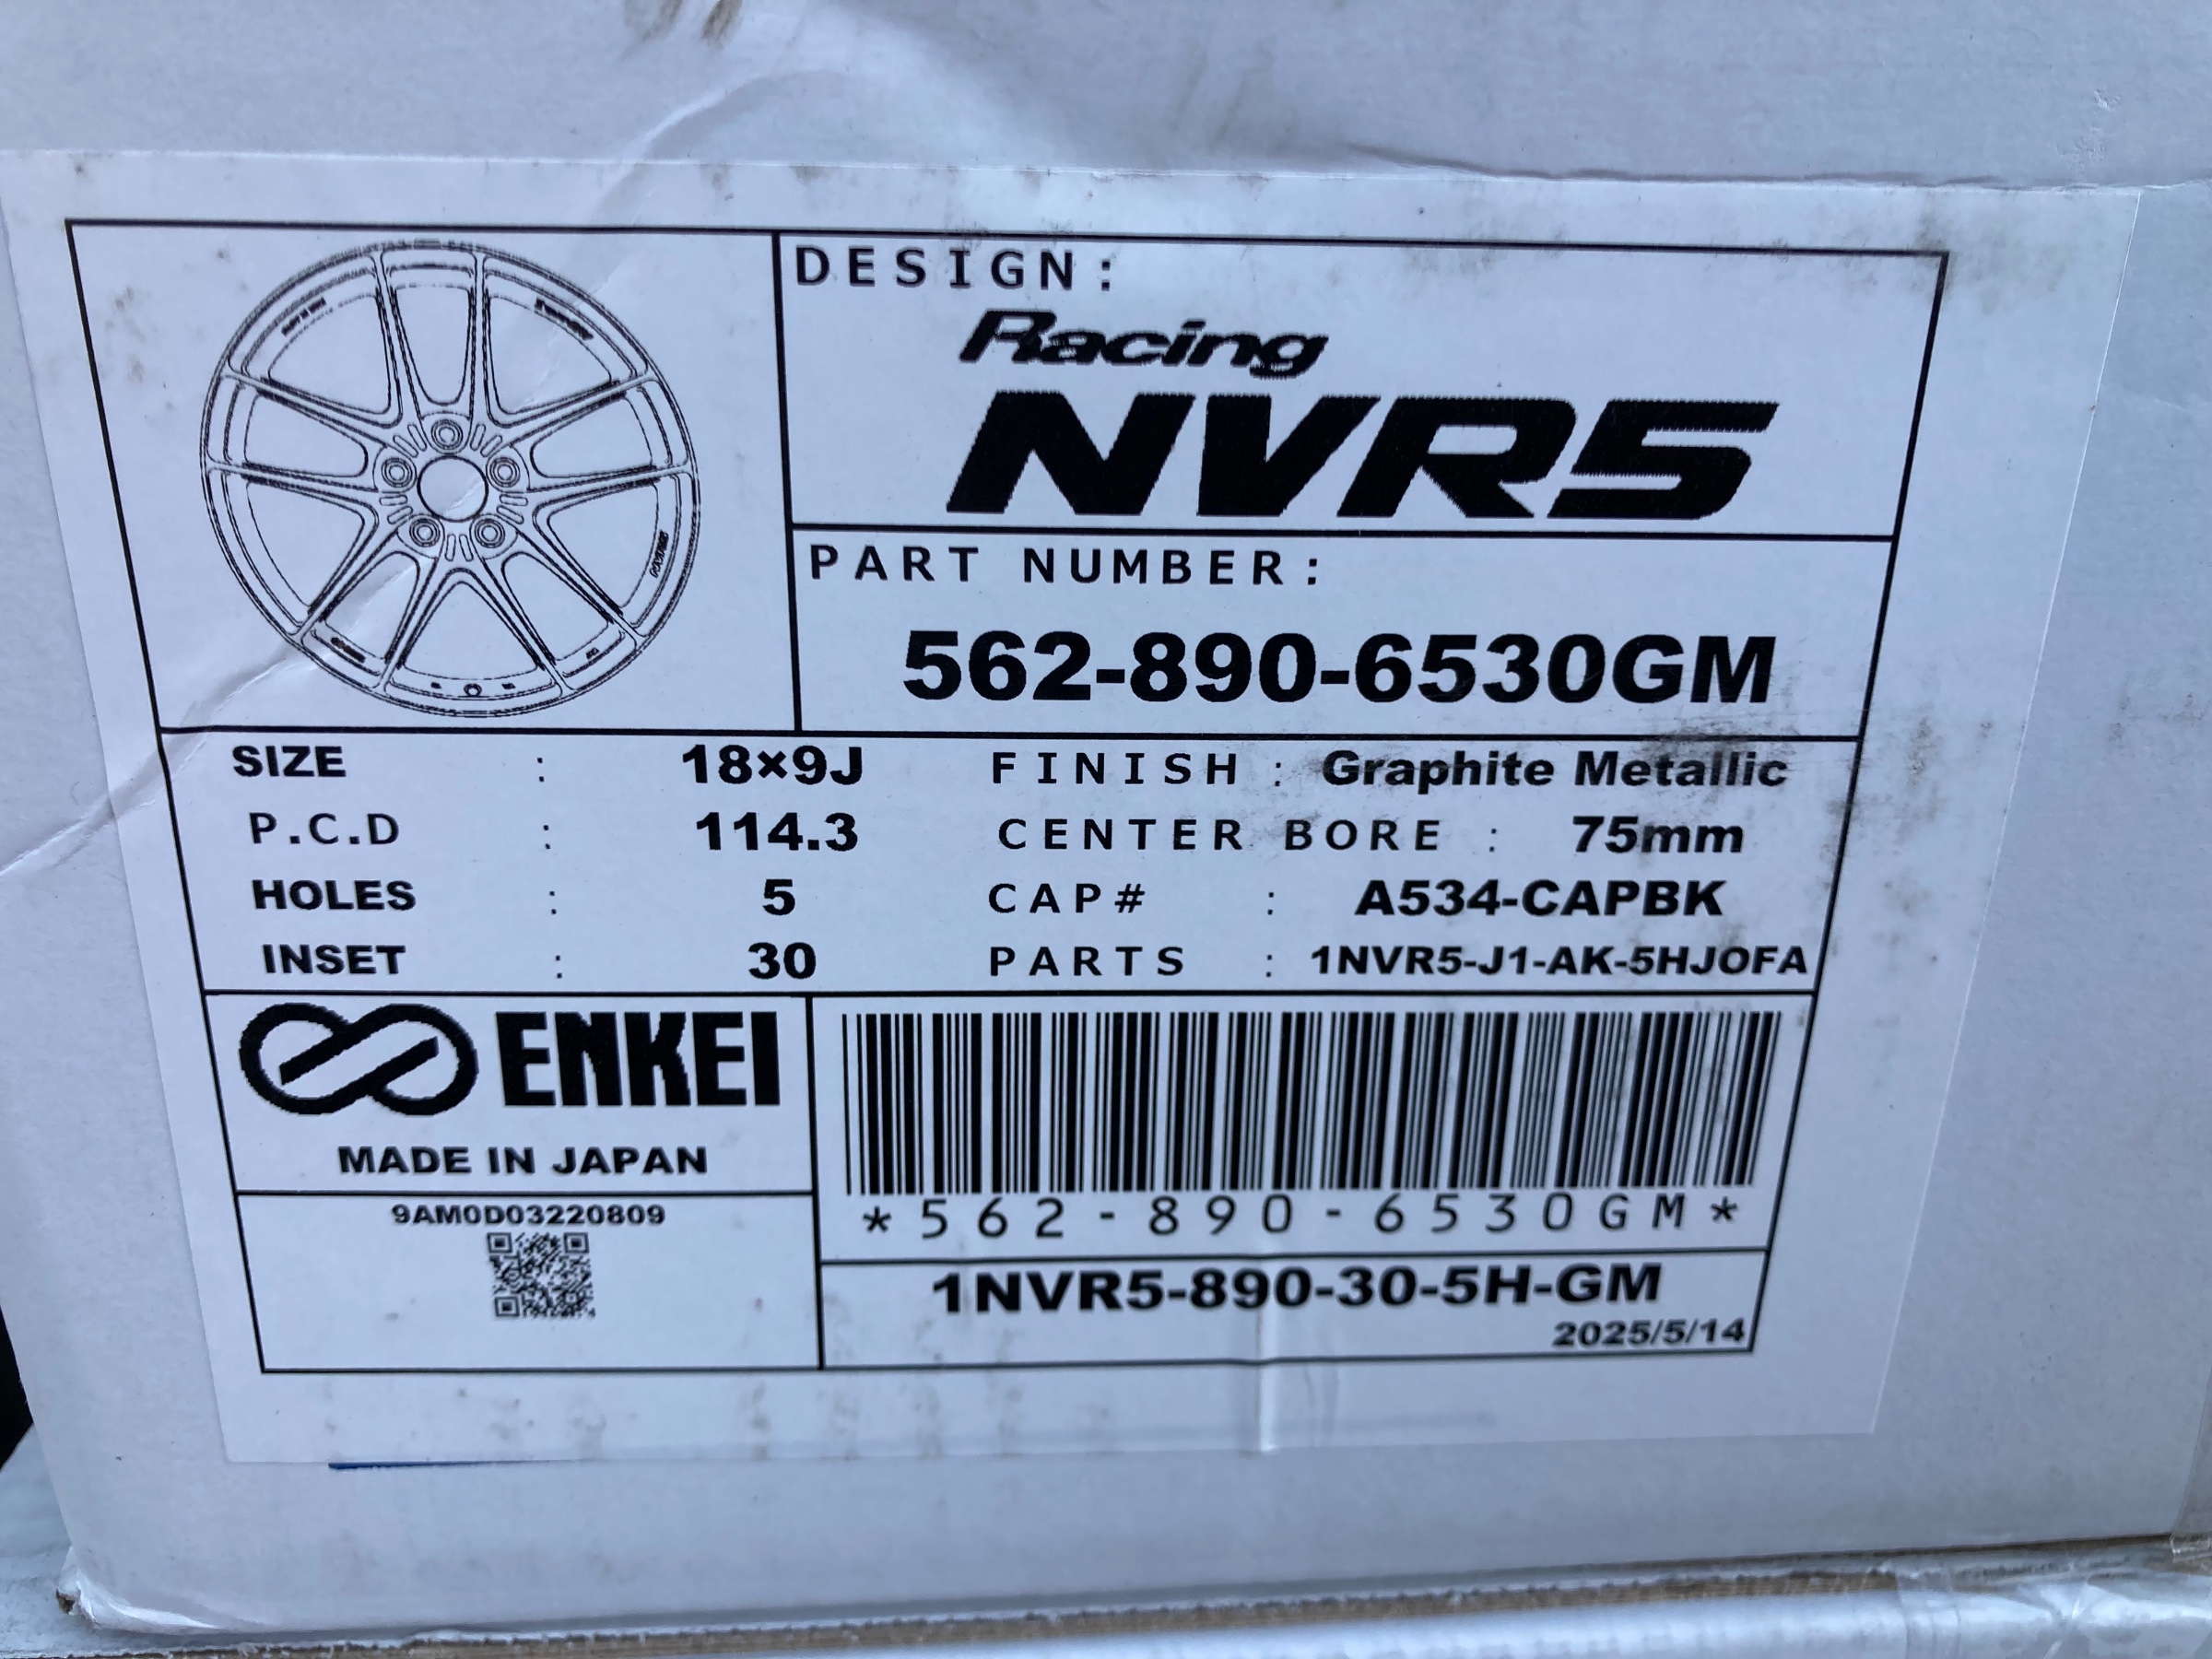 DESIGN:
Racing
NVR5
PART NUMBER:
562-890-6530GM
SIZE : 18×9J FINISH : Graphite Metallic
P.C.D : 114.3 CENTER BORE : 75mm
HOLES : 5 CAP# : A534-CAPBK
INSET : 30 PARTS : 1NVR5-J1-AK-5HJOFA
ENKEI
MADE IN JAPAN
9AM0D03220809
*562-890-6530GM*
1NVR5-890-30-5H-GM
2025/5/14